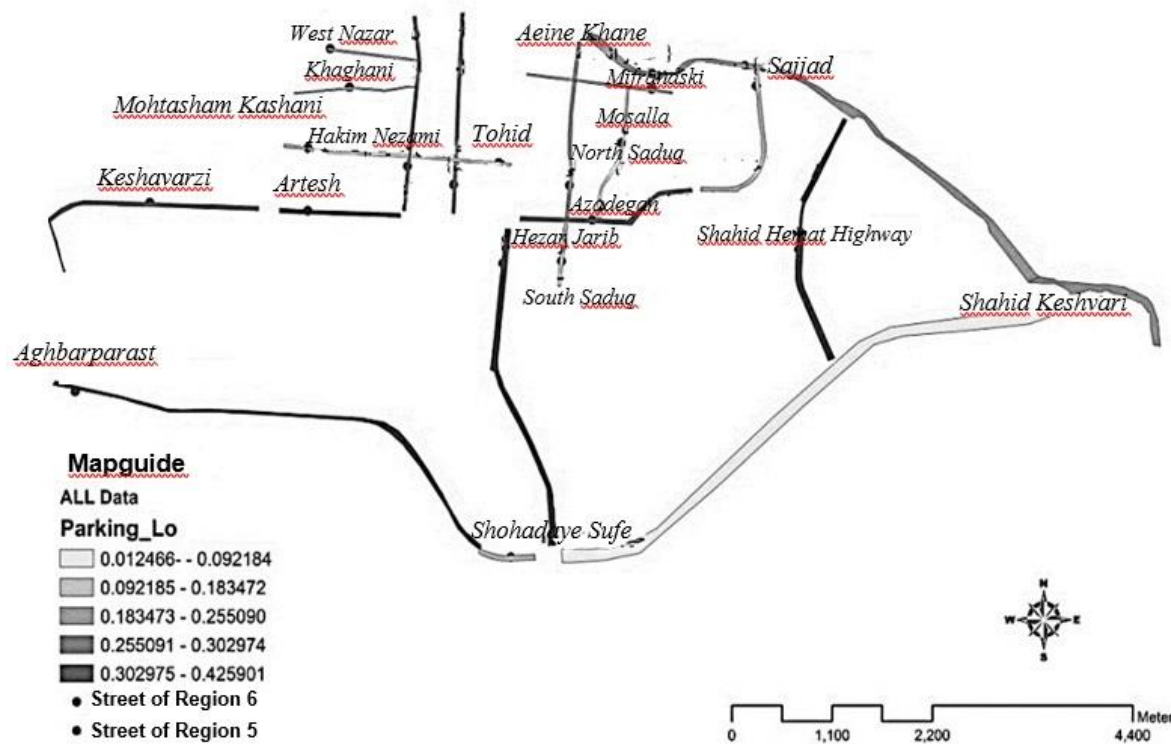 West Nazar
Aeine Khane
Khaghani
Mifrohaski
Sajjad
Mohtasham Kashani
Mosalla
Hakim Nezami
Tohid
North Saduq
Keshavarzi
Artesh
Azadegan
Hezar Jarib
Shahid Hemat Highway
South Saduq
Shahid Keshvari
Aghbarparast
Shohadaye Sufe
Mapguide
ALL Data
Parking_Lo
0.012466- - 0.092184
0.092185 - 0.183472
0.183473 - 0.255090
0.255091 - 0.302974
0.302975 - 0.425901
Street of Region 6
Street of Region 5
N
W E
S
Meter
0 1,100 2,200 4,400